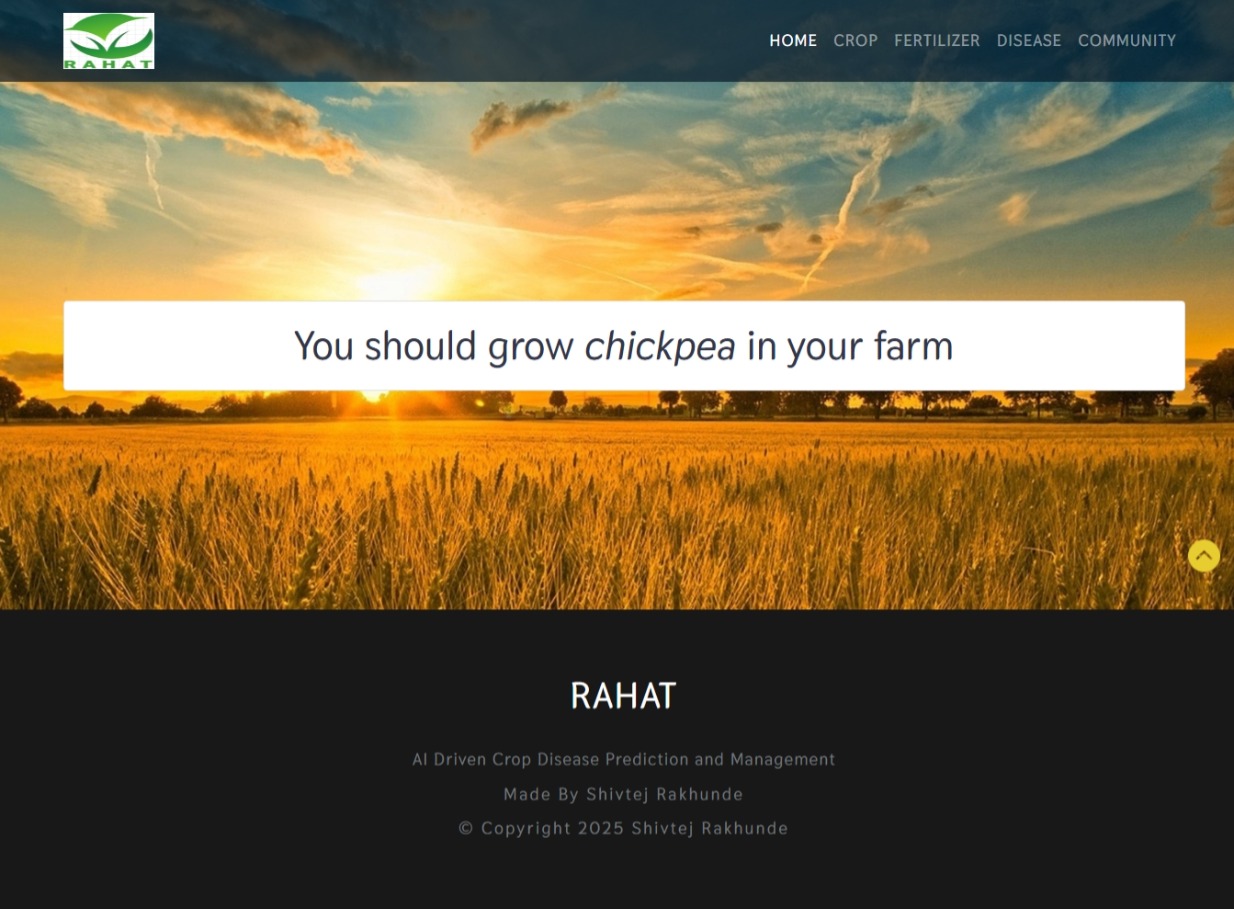 RAHAT
HOME CROP FERTILIZER DISEASE COMMUNITY
You should grow chickpea in your farm
RAHAT
AI Driven Crop Disease Prediction and Management
Made By Shivtej Rakhunde
© Copyright 2025 Shivtej Rakhunde